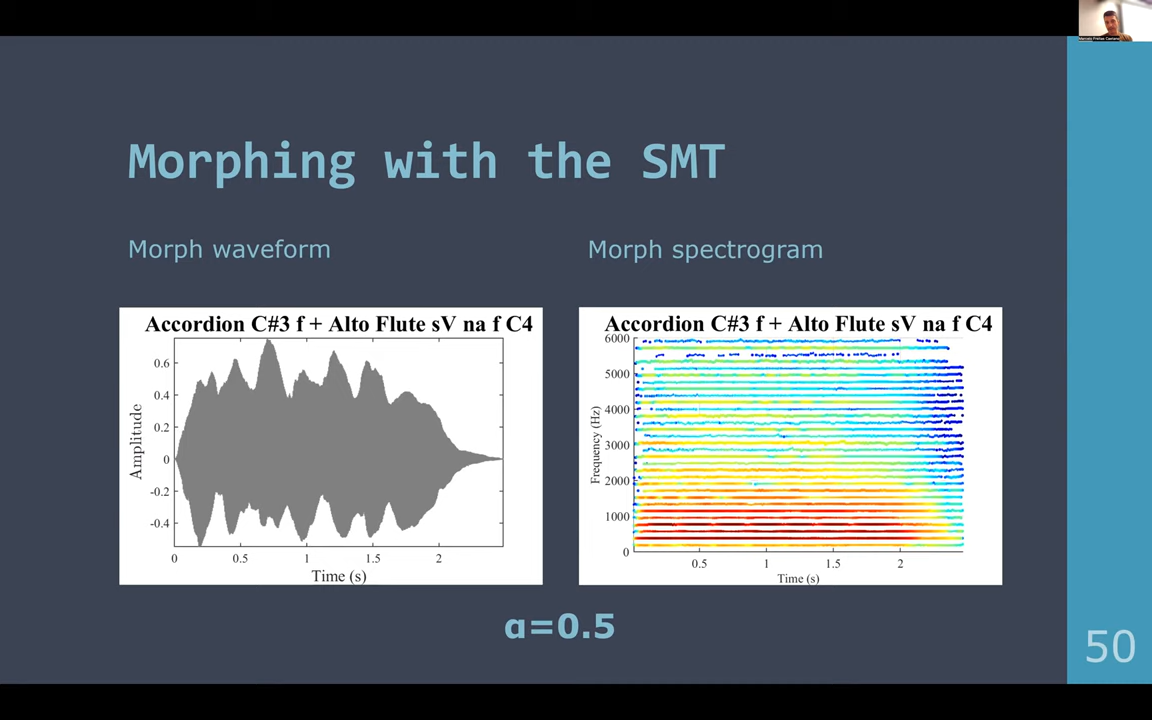 Marcelo Freitas Caetano
Morphing with the SMT
Morph waveform
Morph spectrogram
Accordion C#3 f + Alto Flute sV na f C4
0.6
0.4
0.2
0
-0.2
-0.4
Amplitude
0
0.5
1
1.5
2
Time (s)
Accordion C#3 f + Alto Flute sV na f C4
6000
5000
4000
3000
2000
1000
0
Frequency (Hz)
0.5
1
1.5
2
Time (s)
α=0.5
50